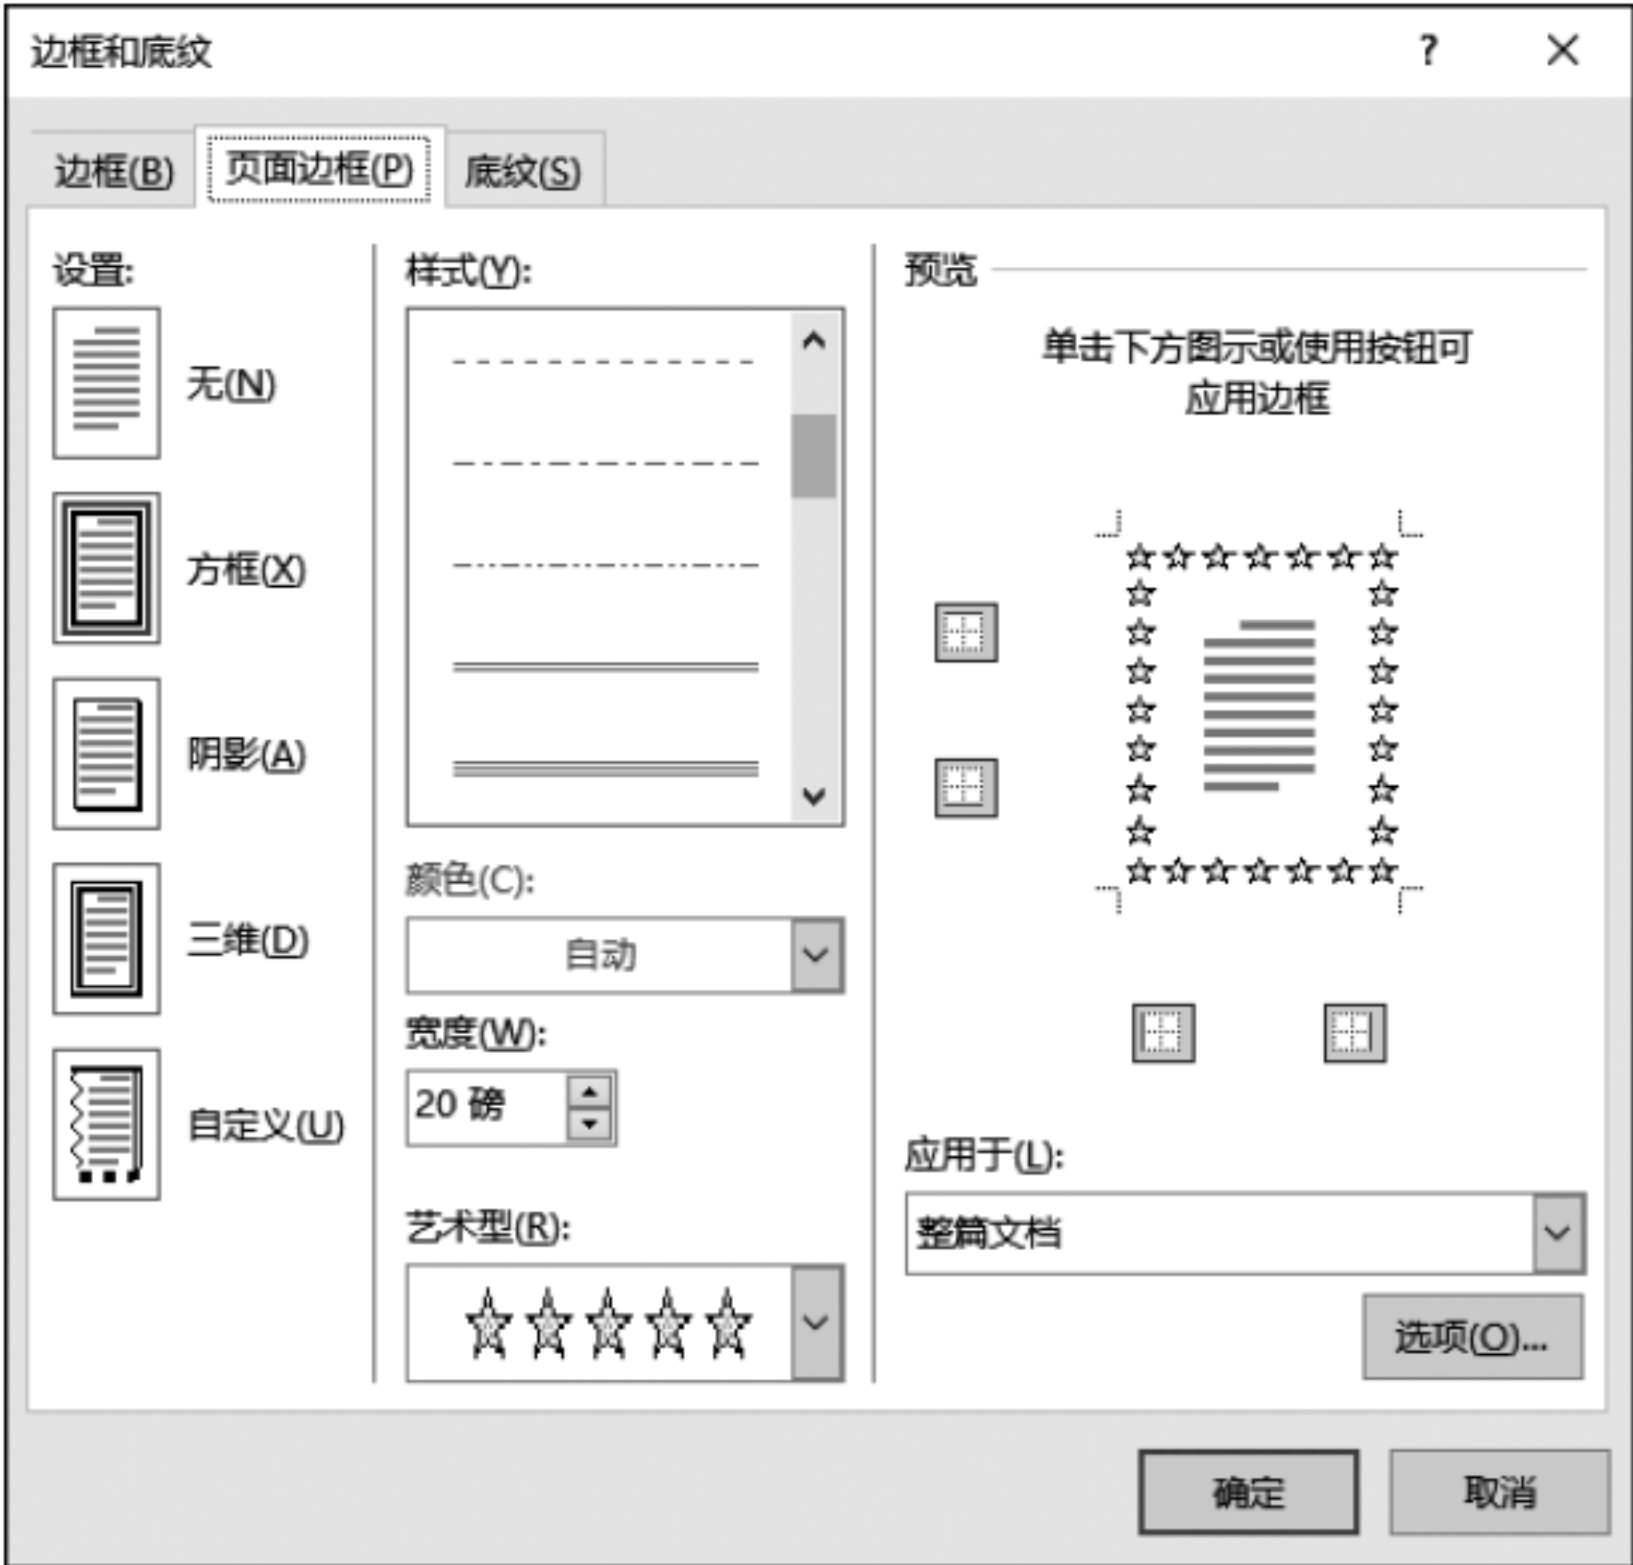 边框和底纹
?
边框(B)
页面边框(P)
底纹(S)
设置:
无(N)
方框(X)
阴影(A)
三维(D)
自定义(U)
样式(Y):
颜色(C):
自动
宽度(W):
20 磅
艺术型(R):
预览
单击下方图示或使用按钮可
应用边框
应用于(L):
整篇文档
选项(O)...
确定
取消